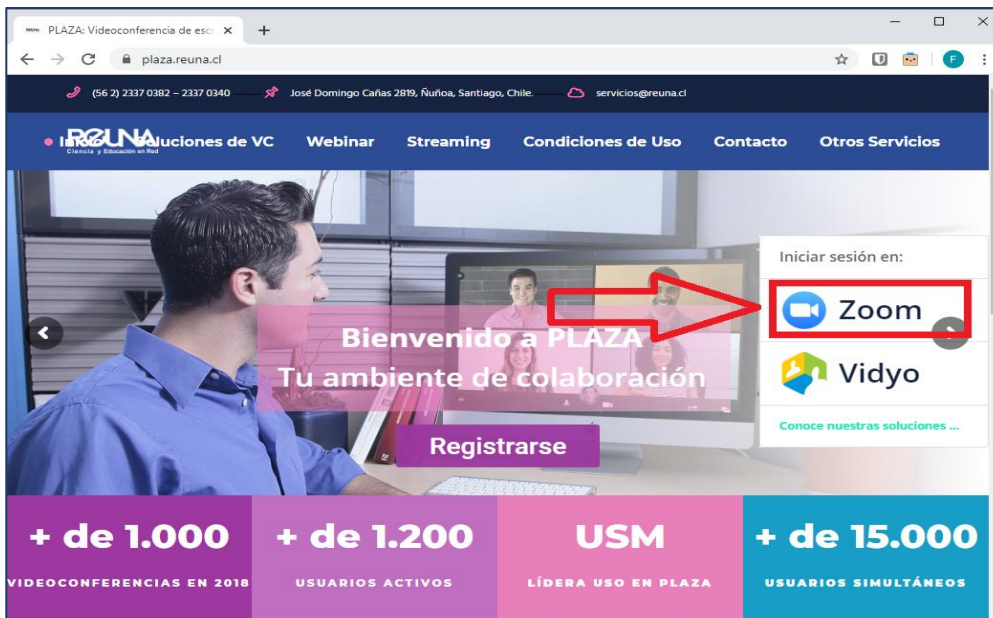 PLAZA: Videoconferencia de escr
plaza.reuna.cl
F
(56 2) 2337 0382 – 2337 0340
José Domingo Cañas 2819, Ñuñoa, Santiago, Chile.
servicios@reuna.cl
Inicio
REUNA
Ciencia y Educación en Red
Soluciones de VC
Webinar
Streaming
Condiciones de Uso
Contacto
Otros Servicios
Iniciar sesión en:
Zoom
Vidyo
Conoce nuestras soluciones ...
Bienvenido a PLAZA
Tu ambiente de colaboración
Registrarse
+ de 1.000
VIDEOCONFERENCIAS EN 2018
+ de 1.200
USUARIOS ACTIVOS
USM
LÍDERA USO EN PLAZA
+ de 15.000
USUARIOS SIMULTÁNEOS